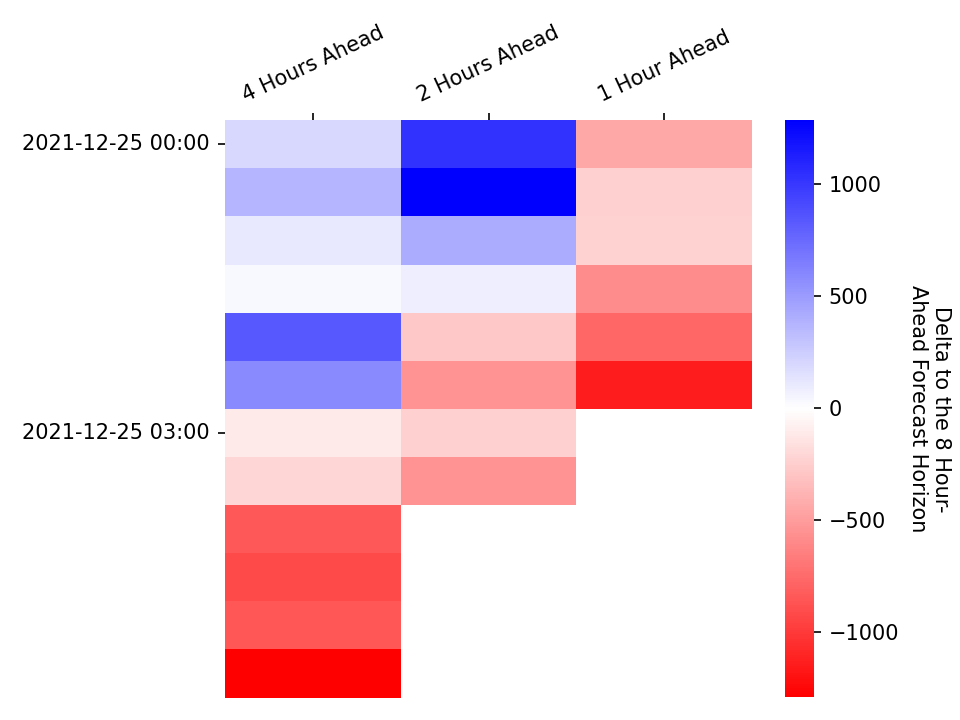 4 Hours Ahead
2 Hours Ahead
1 Hour Ahead
2021-12-25 00:00
2021-12-25 03:00
1000
500
0
−500
−1000
Delta to the 8 Hour-
Ahead Forecast Horizon